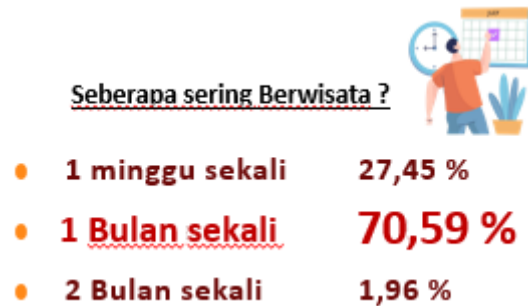 Seberapa sering Berwisata ?
1 minggu sekali 27,45 %
1 Bulan sekali 70,59 %
2 Bulan sekali 1,96 %